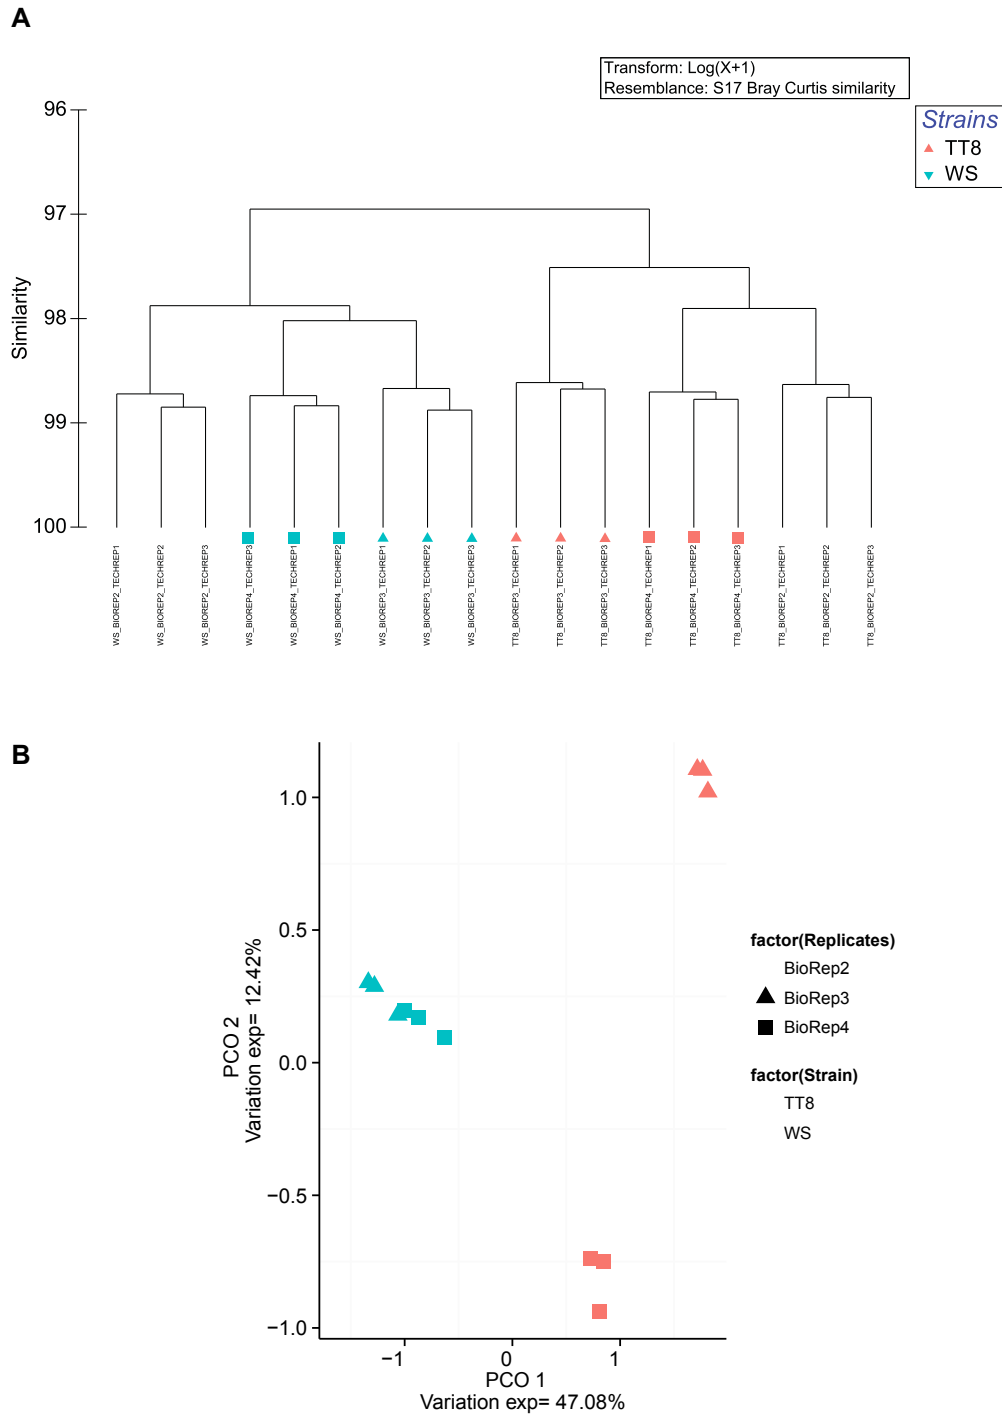 A
Transform: Log(X+1)
Resemblance: S17 Bray Curtis similarity
Strains
TT8
WS
96
97
98
99
100
Similarity
WS_BIOREP2_TECHREP1
WS_BIOREP2_TECHREP2
WS_BIOREP2_TECHREP3
WS_BIOREP4_TECHREP3
WS_BIOREP4_TECHREP1
WS_BIOREP4_TECHREP2
WS_BIOREP3_TECHREP1
WS_BIOREP3_TECHREP2
WS_BIOREP3_TECHREP3
TT8_BIOREP3_TECHREP1
TT8_BIOREP3_TECHREP2
TT8_BIOREP3_TECHREP3
TT8_BIOREP4_TECHREP1
TT8_BIOREP4_TECHREP2
TT8_BIOREP4_TECHREP3
TT8_BIOREP2_TECHREP1
TT8_BIOREP2_TECHREP2
TT8_BIOREP2_TECHREP3
B
1.0
0.5
0.0
−0.5
−1.0
PCO 2
Variation exp= 12.42%
−1
0
1
PCO 1
Variation exp= 47.08%
factor(Replicates)
BioRep2
BioRep3
BioRep4
factor(Strain)
TT8
WS